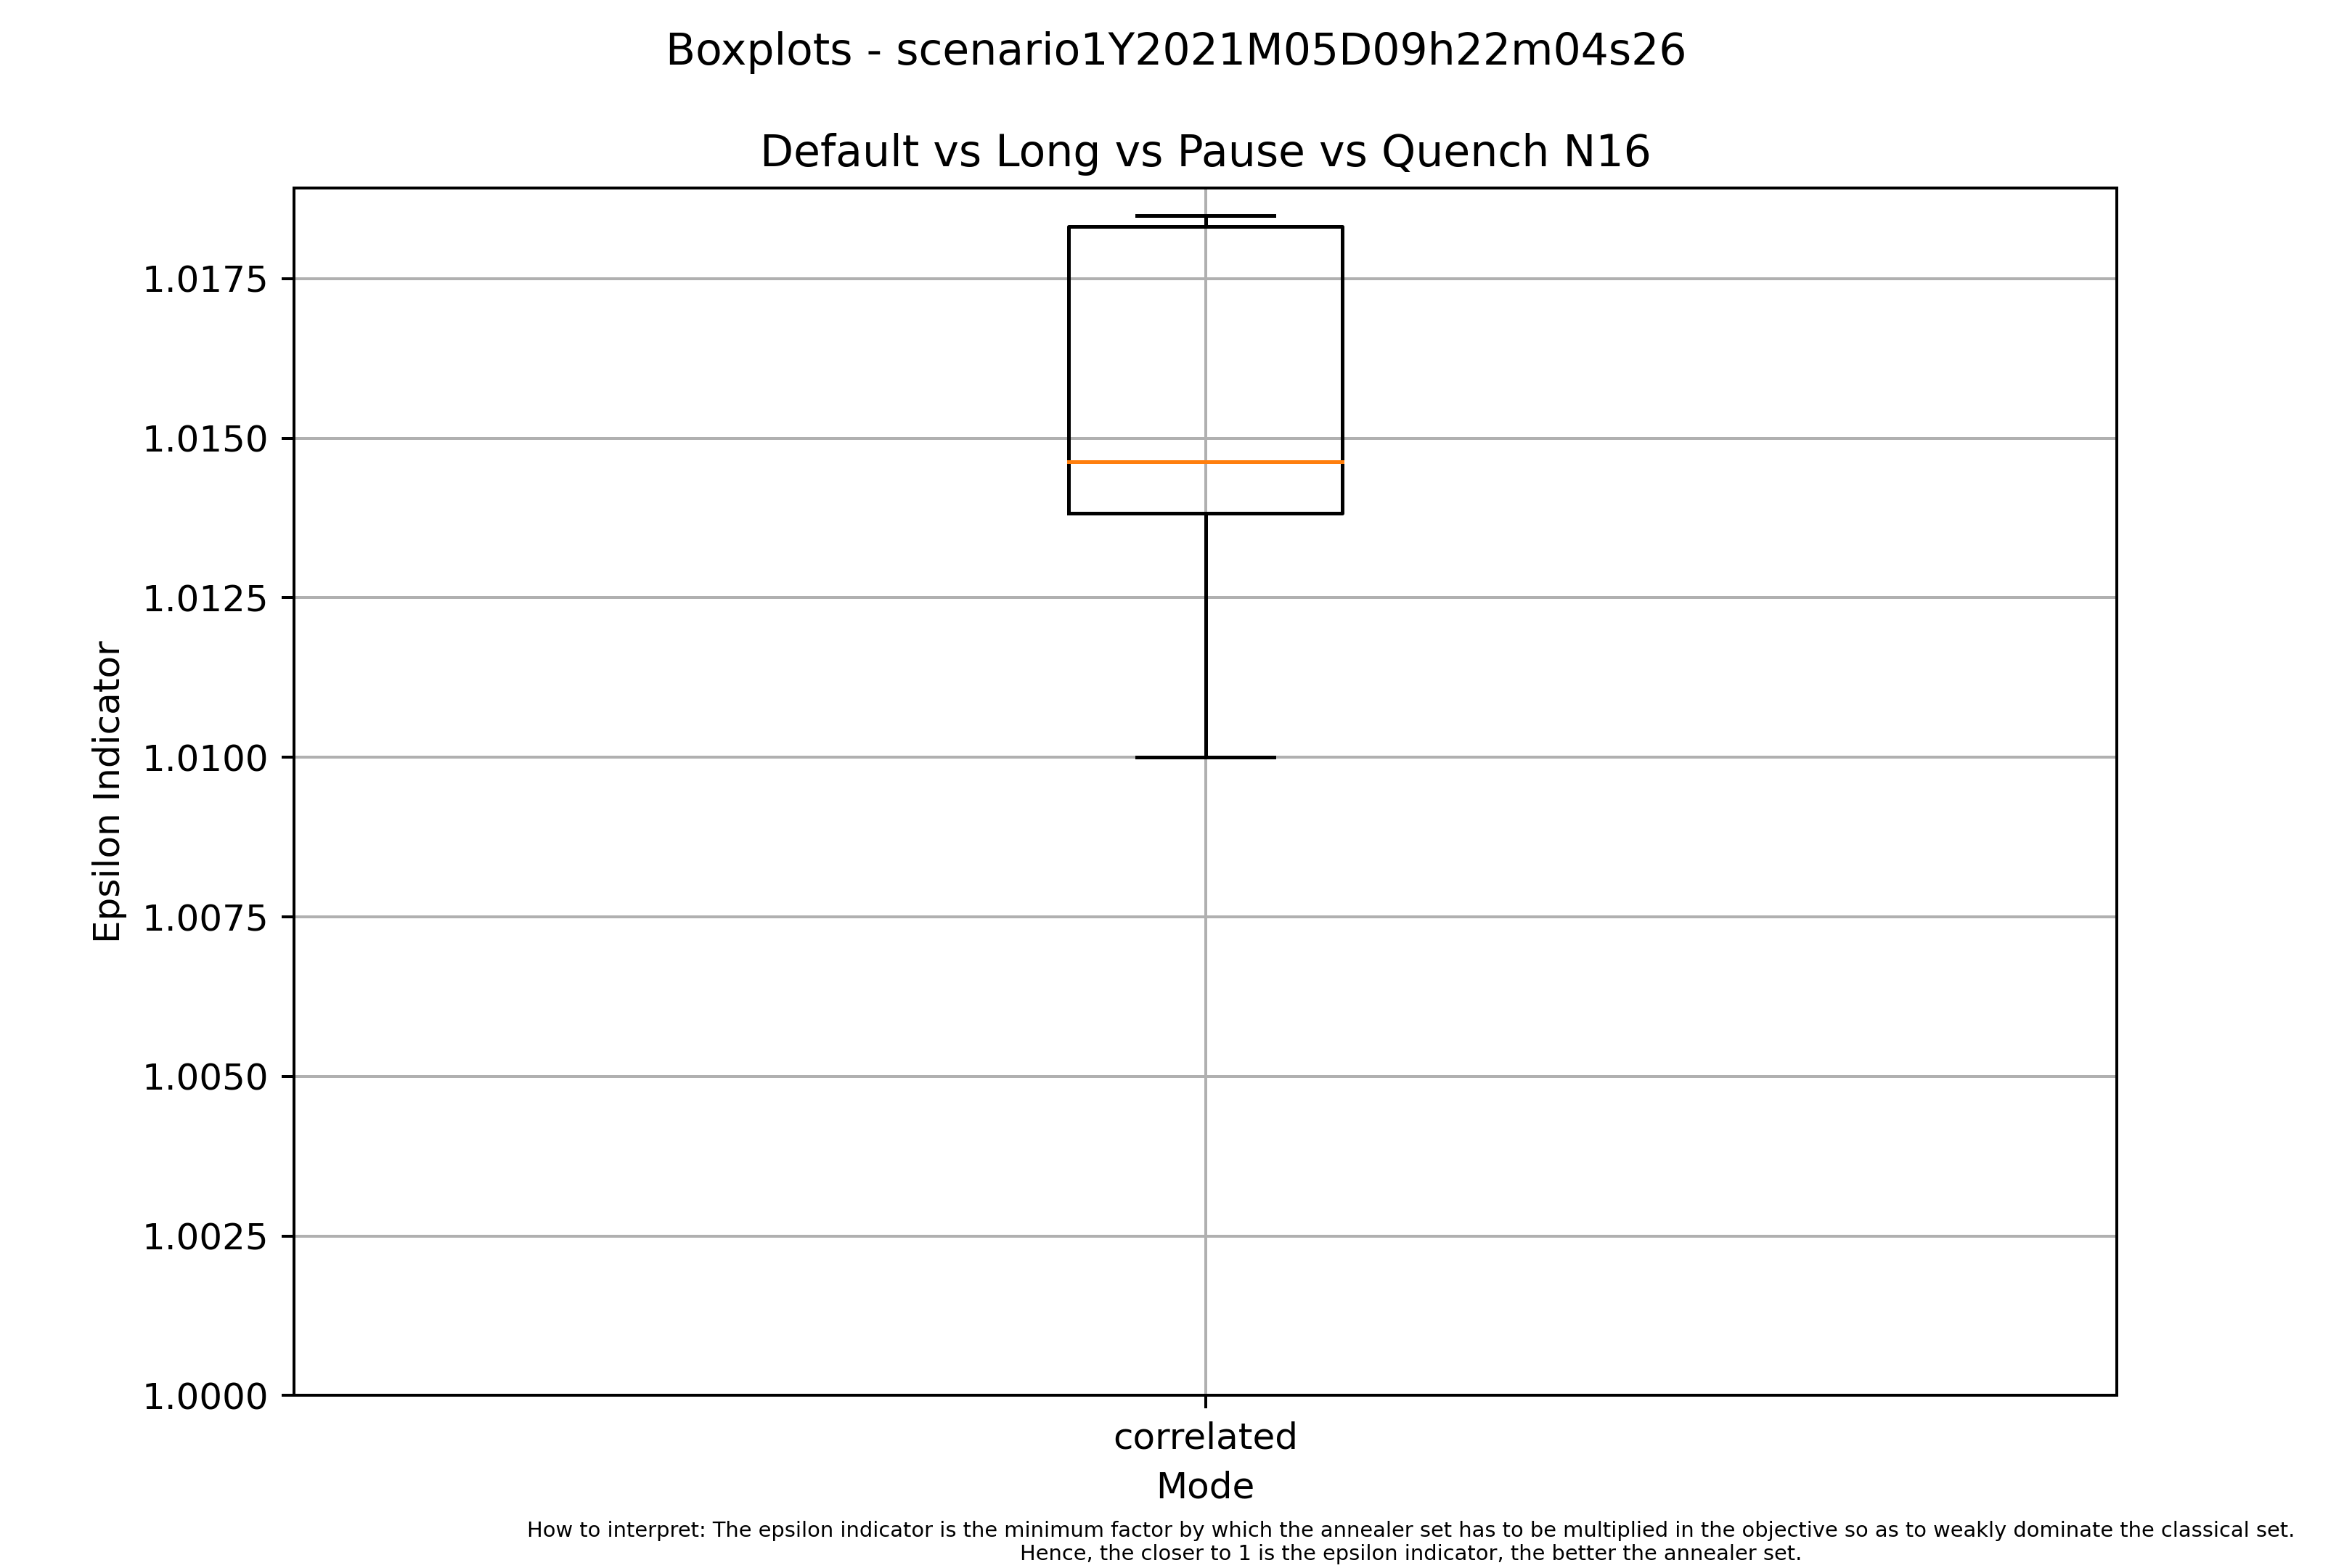 Boxplots - scenario1Y2021M05D09h22m04s26
Default vs Long vs Pause vs Quench N16
1.0175
1.0150
1.0125
1.0100
1.0075
1.0050
1.0025
1.0000
Epsilon Indicator
correlated
Mode
How to interpret: The epsilon indicator is the minimum factor by which the annealer set has to be multiplied in the objective so as to weakly dominate the classical set.
Hence, the closer to 1 is the epsilon indicator, the better the annealer set.